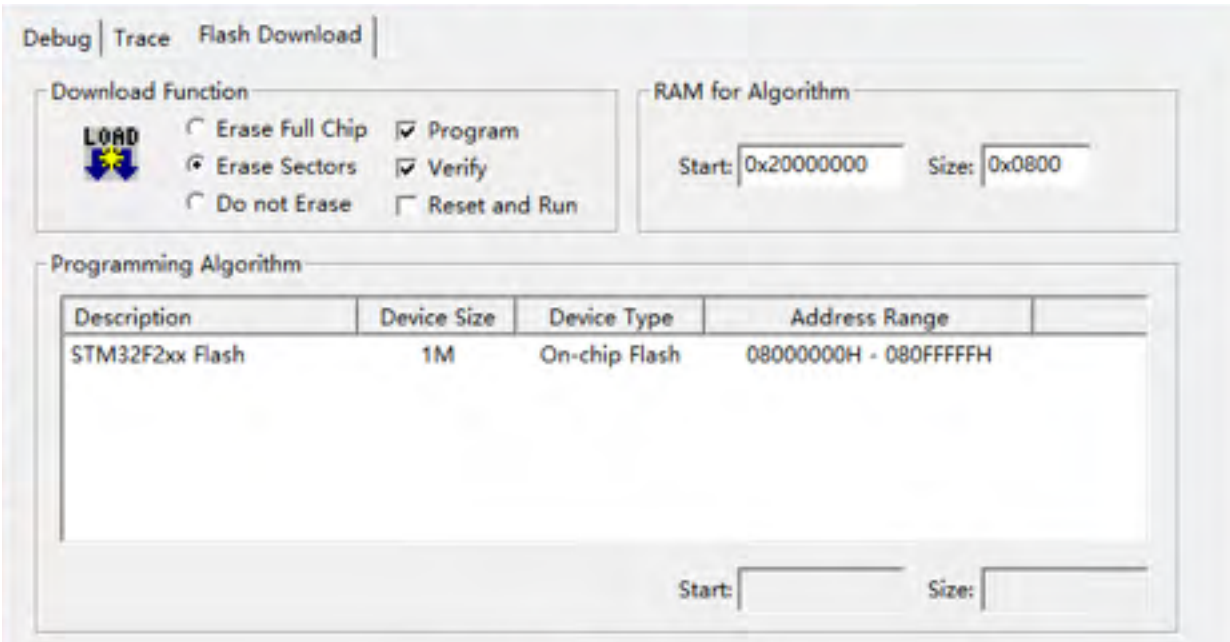 Debug Trace Flash Download
Download Function
RAM for Algorithm
LOAD
Erase Full Chip Program
Erase Sectors Verify
Do not Erase Reset and Run
Start: 0x20000000 Size: 0x0800
Programming Algorithm
Description Device Size Device Type Address Range
STM32F2xx Flash 1M On-chip Flash 08000000H - 080FFFFFH
Start: Size: